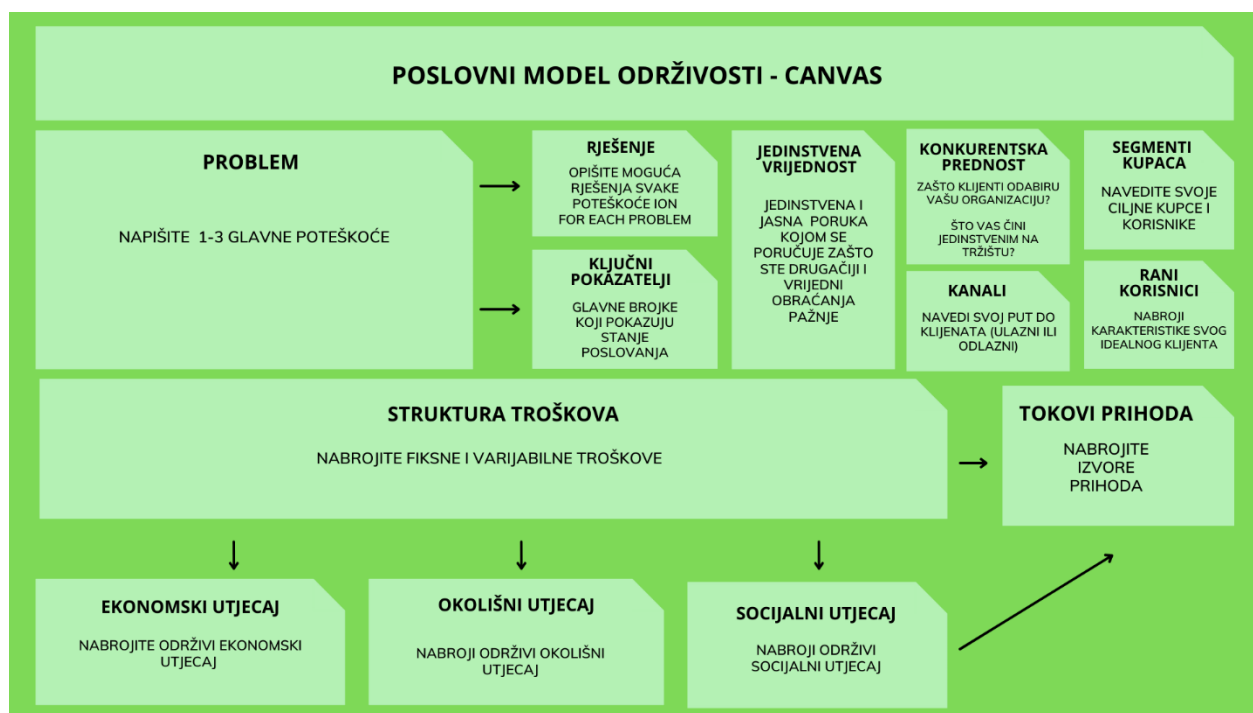 POSLOVNI MODEL ODRŽIVOSTI - CANVAS
PROBLEM
NAPIŠITE 1-3 GLAVNE POTEŠKOĆE
RJEŠENJE
OPIŠITE MOGUĆA
RJEŠENJA SVAKE
POTEŠKOĆE ION
FOR EACH PROBLEM
KLJUČNI
POKAZATELJI
GLAVNE BROJKE
KOJI POKAZUJU
STANJE
POSLOVANJA
JEDINSTVENA
VRIJEDNOST
JEDINSTVENA I
JASNA PORUKA
KOJOM SE
PORUČUJE ZAŠTO
STE DRUGAČIJI I
VRIJEDNI
OBRAĆANJA
PAŽNJE
KONKURENTSKA
PREDNOST
ZAŠTO KLIJENTI ODABIRU
VAŠU ORGANIZACIJU?
ŠTO VAS ČINI
JEDINSTVENIM NA
TRŽIŠTU?
KANALI
NAVEDI SVOJ PUT DO
KLIJENATA (ULAZNI ILI
ODLAZNI)
SEGMENTI
KUPACA
NAVEDITE SVOJE
CILJNE KUPCE I
KORISNIKE
RANI
KORISNICI
NABROJI
KARAKTERISTIKE SVOG
IDEALNOG KLIJENTA
STRUKTURA TROŠKOVA
NABROJITE FIKSNE I VARIJABILNE TROŠKOVE
TOKOVI PRIHODA
NABROJITE
IZVORE
PRIHODA
EKONOMSKI UTJECAJ
NABROJITE ODRŽIVI EKONOMSKI
UTJECAJ
OKOLIŠNI UTJECAJ
NABROJI ODRŽIVI OKOLIŠNI
UTJECAJ
SOCIJALNI UTJECAJ
NABROJI ODRŽIVI
SOCIJALNI UTJECAJ